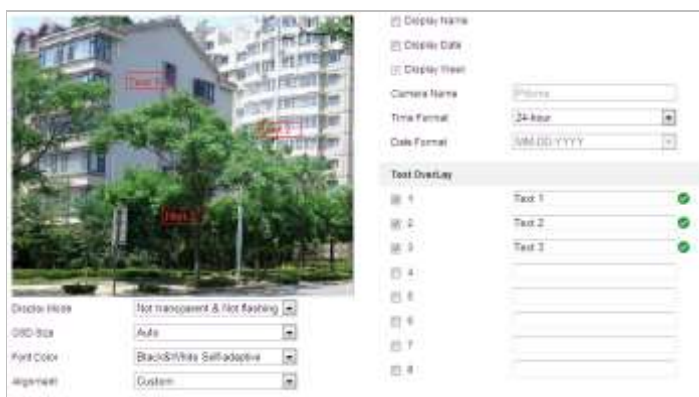 Display Name
Display Date
Display Week
Camera Name
Time Format 24-hour
Date Format MM-DD-YYYY
Text OverLay
1 Text 1
2 Text 2
3 Text 3
4
5
6
7
8
Text 1
Text 2
Display Mode Not transparent & Not flashing
OSD Size Auto
Font Color Black&White Self-adaptive
Alignment Custom